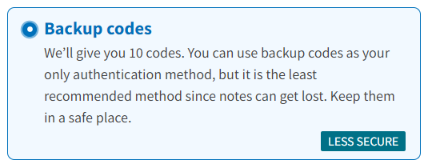 Backup codes
We'll give you 10 codes. You can use backup codes as your
only authentication method, but it is the least
recommended method since notes can get lost. Keep them
in a safe place.
LESS SECURE